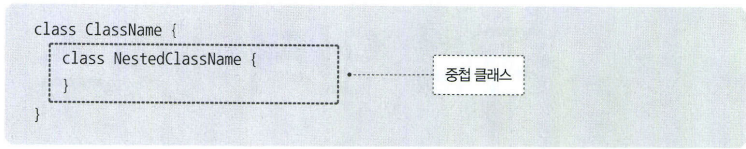 class ClassName {
class NestedClassName {
}
중첩 클래스
}